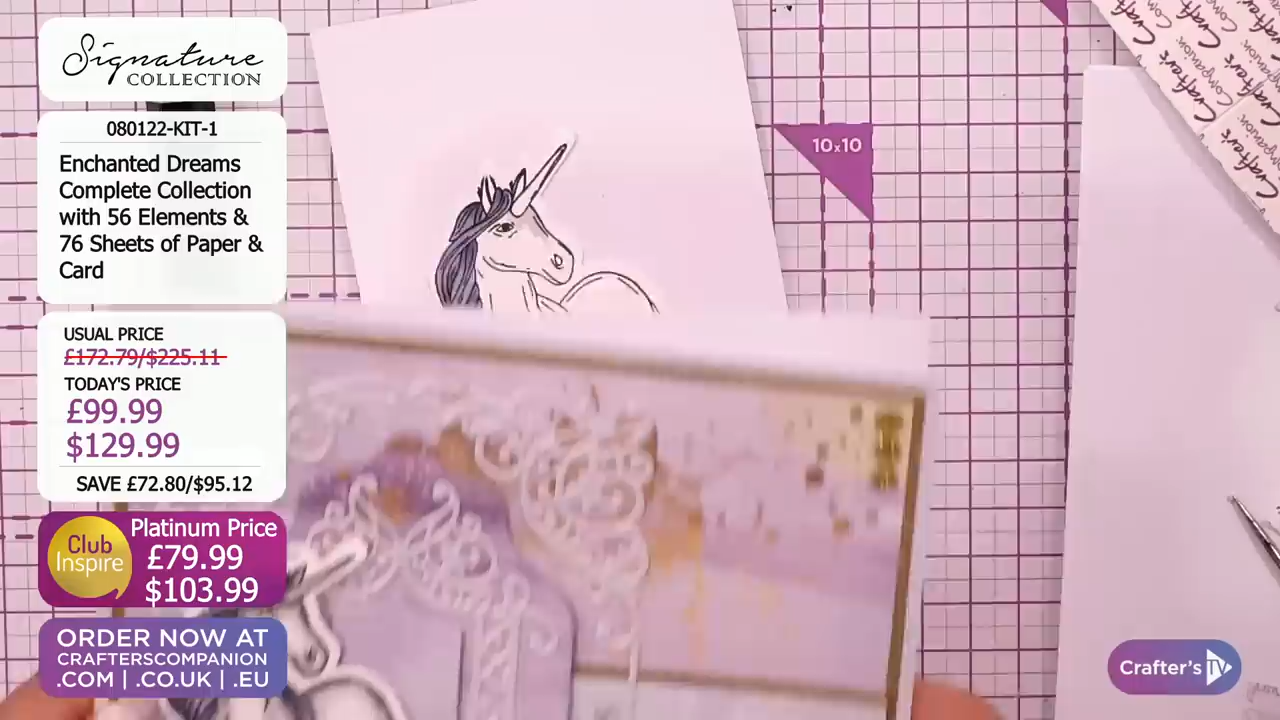 Signature
COLLECTION
080122-KIT-1
Enchanted Dreams
Complete Collection
with 56 Elements &
76 Sheets of Paper &
Card
USUAL PRICE
£172.79/$225.11
TODAY'S PRICE
£99.99
$129.99
SAVE £72.80/$95.12
Club
Inspire
Platinum Price
£79.99
$103.99
ORDER NOW AT
CRAFTERSCOMPANION
.COM | .CO.UK | .EU
10x10
Crafter's
Companion
Crafter's TV